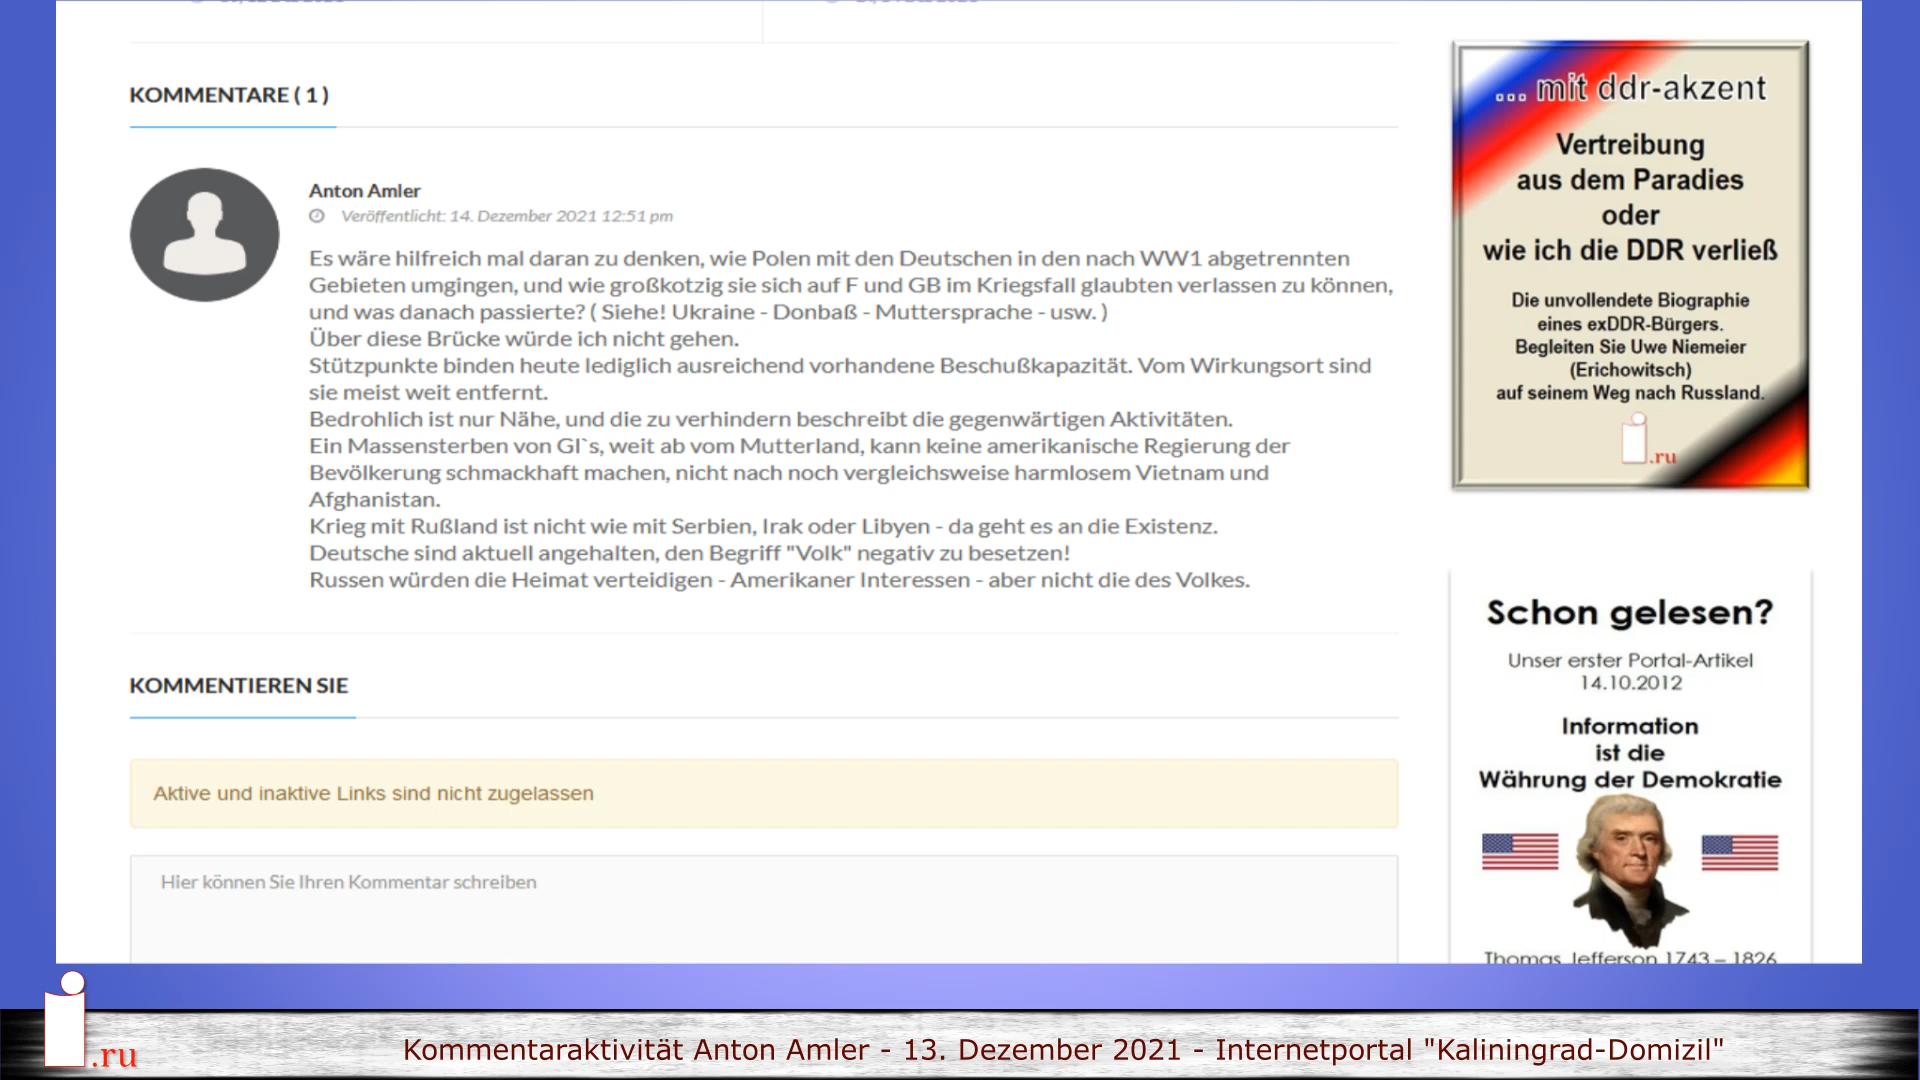 KOMMENTARE ( 1 )
Anton Amler
Veröffentlicht: 14. Dezember 2021 12:51 pm
Es wäre hilfreich mal daran zu denken, wie Polen mit den Deutschen in den nach WW1 abgetrennten
Gebieten umgingen, und wie großkotzig sie sich auf F und GB im Kriegsfall glaubten verlassen zu können,
und was danach passierte? ( Siehe! Ukraine - Donbaß - Muttersprache - usw. )
Über diese Brücke würde ich nicht gehen.
Stützpunkte binden heute lediglich ausreichend vorhandene Beschußkapazität. Vom Wirkungsort sind
sie meist weit entfernt.
Bedrohlich ist nur Nähe, und die zu verhindern beschreibt die gegenwärtigen Aktivitäten.
Ein Massensterben von GI`s, weit ab vom Mutterland, kann keine amerikanische Regierung der
Bevölkerung schmackhaft machen, nicht nach noch vergleichsweise harmlosem Vietnam und
Afghanistan.
Krieg mit Rußland ist nicht wie mit Serbien, Irak oder Libyen - da geht es an die Existenz.
Deutsche sind aktuell angehalten, den Begriff "Volk" negativ zu besetzen!
Russen würden die Heimat verteidigen - Amerikaner Interessen - aber nicht die des Volkes.
KOMMENTIEREN SIE
Aktive und inaktive Links sind nicht zugelassen
Hier können Sie Ihren Kommentar schreiben
... mit ddr-akzent
Vertreibung
aus dem Paradies
oder
wie ich die DDR verließ
Die unvollendete Biographie
eines exDDR-Bürgers.
Begleiten Sie Uwe Niemeier
(Erichowitsch)
auf seinem Weg nach Russland.
.ru
Schon gelesen?
Unser erster Portal-Artikel
14.10.2012
Information
ist die
Währung der Demokratie
Thomas Jefferson 1743 – 1826
.ru
Kommentaraktivität Anton Amler - 13. Dezember 2021 - Internetportal "Kaliningrad-Domizil"